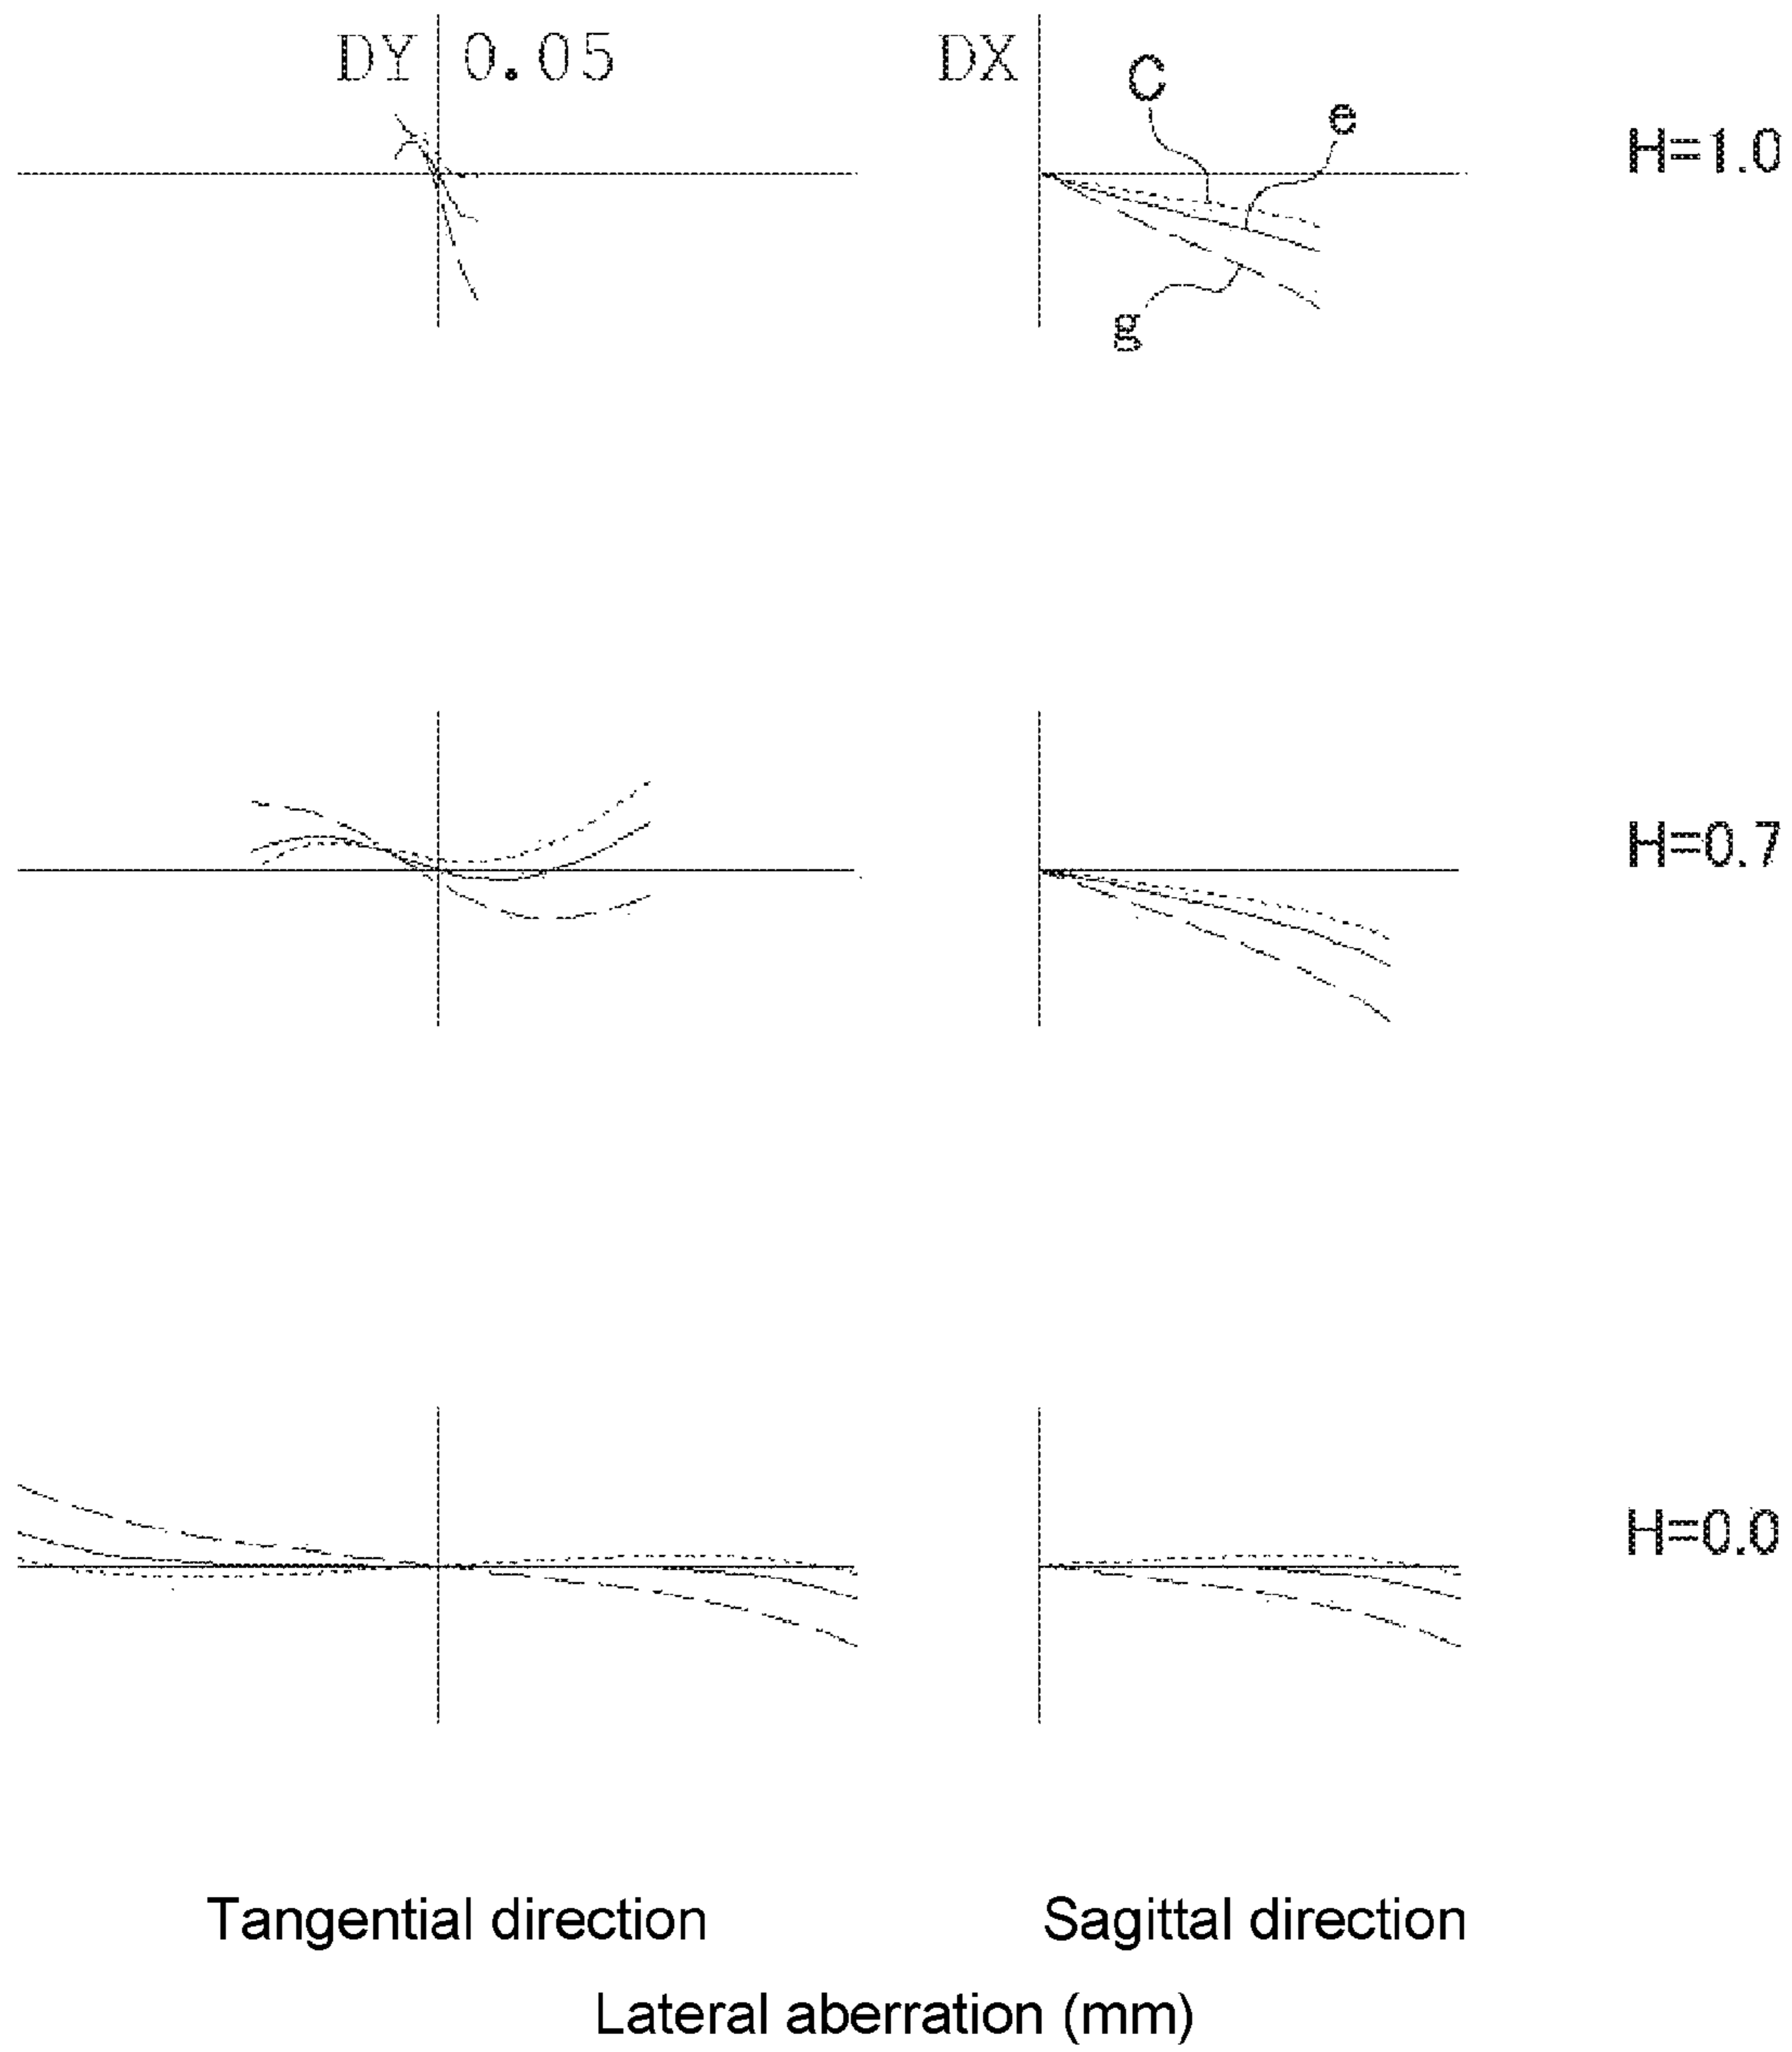 DY 0.05 DX C e H=1.0
g
H=0.7
H=0.0
Tangential direction Sagittal direction
Lateral aberration (mm)